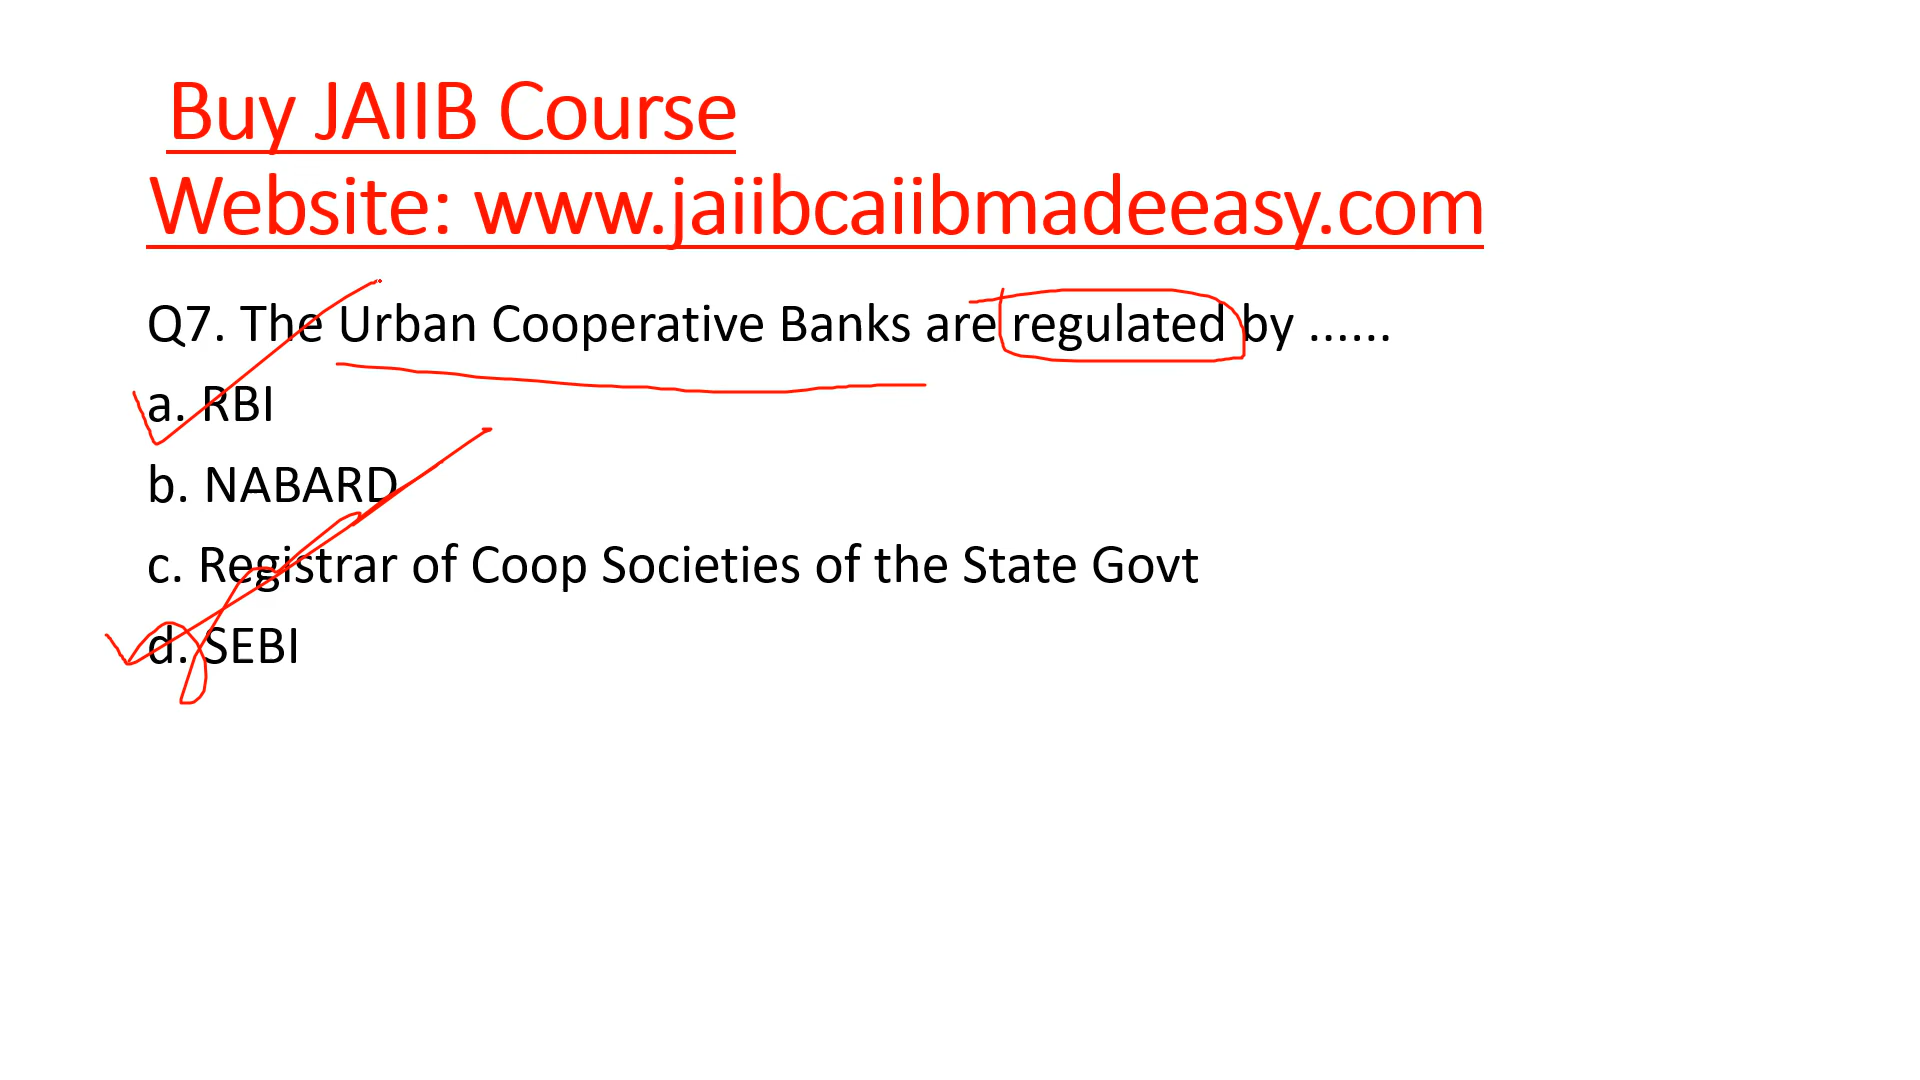 Buy JAIIB Course
Website: www.jaiibcaiibmadeeasy.com
Q7. The Urban Cooperative Banks are regulated by ......
a. RBI
b. NABARD
c. Registrar of Coop Societies of the State Govt
d. SEBI